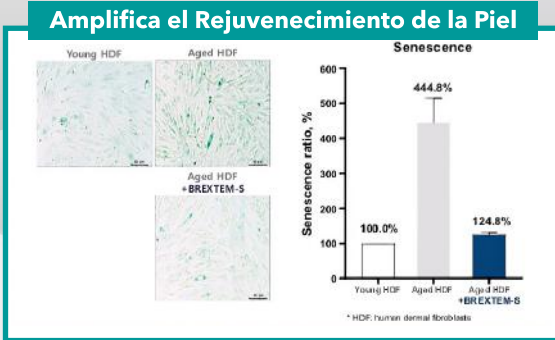 Amplifica el Rejuvenecimiento de la Piel
Young HDF
Aged HDF
Aged HDF
+BREXTEM-S
Senescence
Senescence ratio, %
600
500
400
300
200
100
0
100.0%
444.8%
124.8%
Young HDF
Aged HDF
Aged HDF
+BREXTEM-S
* HDF: human dermal fibroblasts